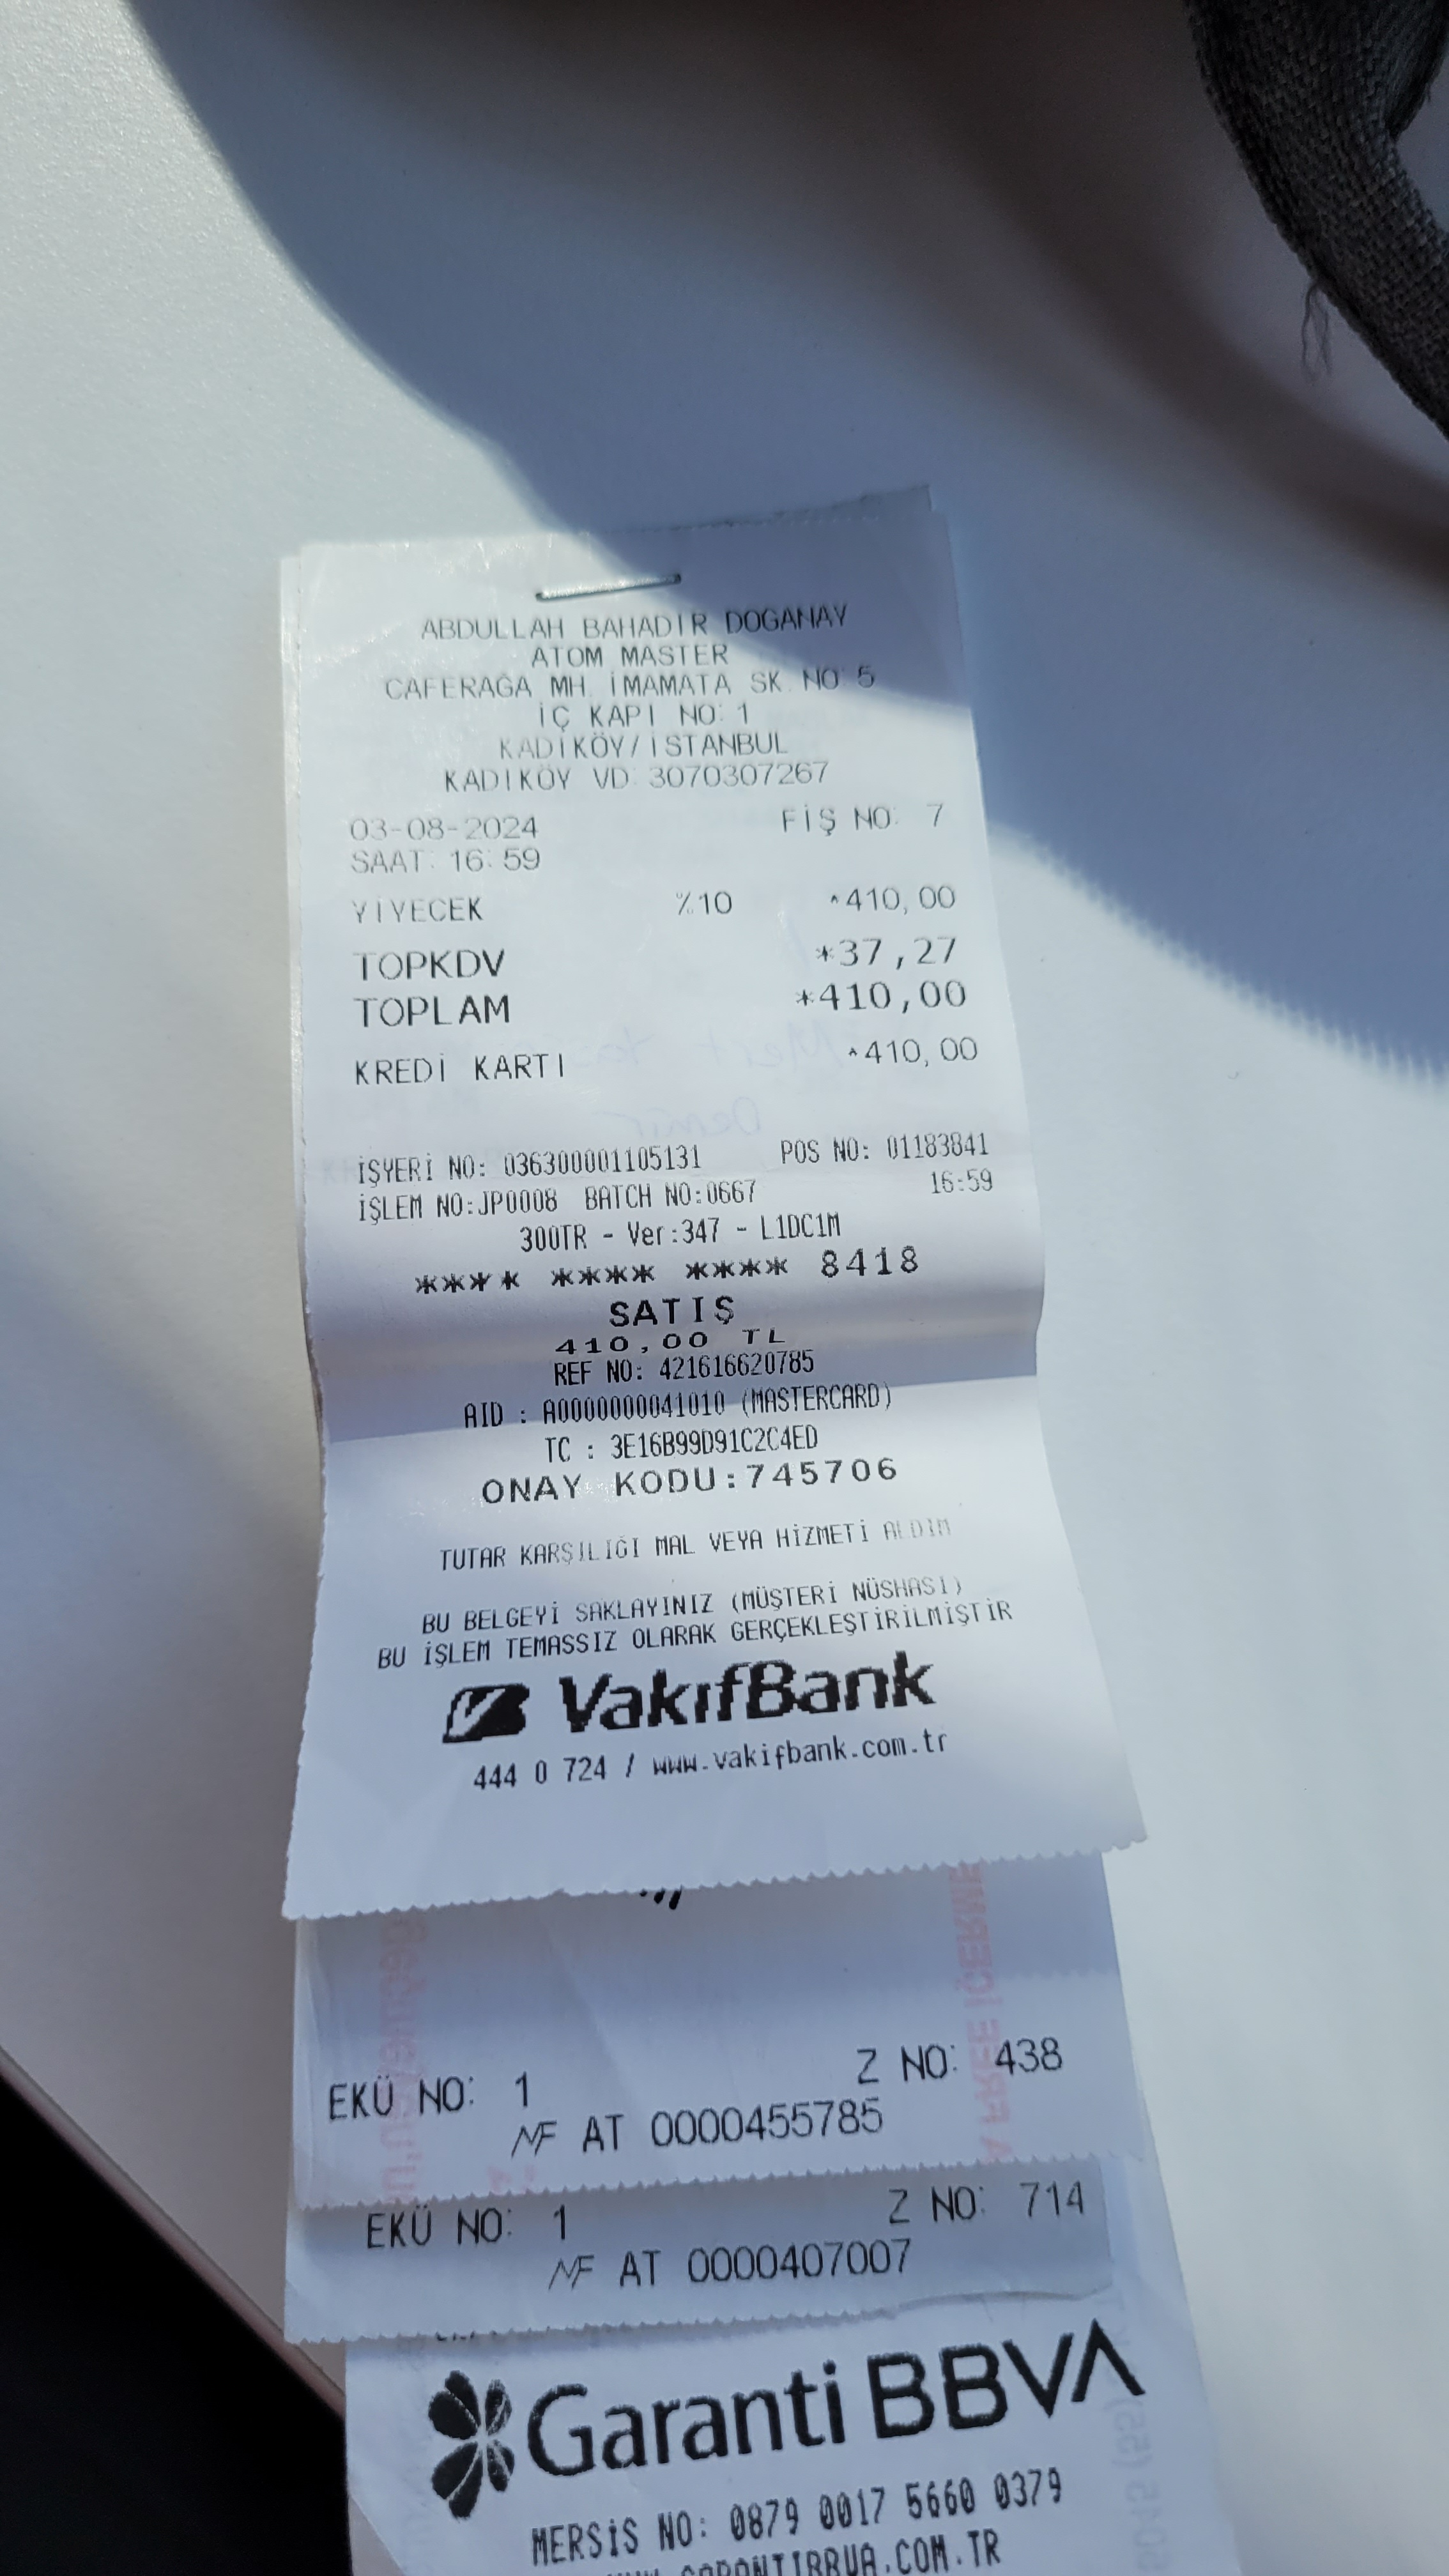 ABDULLAH BAHADIR DOGANAY
ATOM MASTER
CAFERAĞA MH. İMAMATA SK. NO:5
İÇ KAPI NO: 1
KADIKÖY/İSTANBUL
KADIKÖY VD: 3070307267
03-08-2024 FİŞ NO: 7
SAAT: 16:59
YİYECEK %10 *410,00
TOPKDV *37,27
TOPLAM *410,00
KREDİ KARTI *410,00
İŞYERİ NO: 036300001105131 POS NO: 01183841
İŞLEM NO:JP0008 BATCH NO:0667 16:59
300TR - Ver:347 - L1DC1M
**** **** **** 8418
SATIŞ
410,00 TL
REF NO: 421616620785
AID : A0000000041010 (MASTERCARD)
TC : 3E16B99D91C2C4ED
ONAY KODU:745706
TUTAR KARŞILIĞI MAL VEYA HİZMETİ ALDIM
BU BELGEYİ SAKLAYINIZ (MÜŞTERİ NÜSHASI)
BU İŞLEM TEMASSIZ OLARAK GERÇEKLEŞTİRİLMİŞTİR
VakıfBank
444 0 724 / www.vakifbank.com.tr
EKÜ NO: 1 Z NO: 438
MF AT 0000455785
EKÜ NO: 1 Z NO: 714
MF AT 0000407007
Garanti BBVA
MERSİS NO: 0879 0017 5660 0379
WWW.GARANTIBBVA.COM.TR